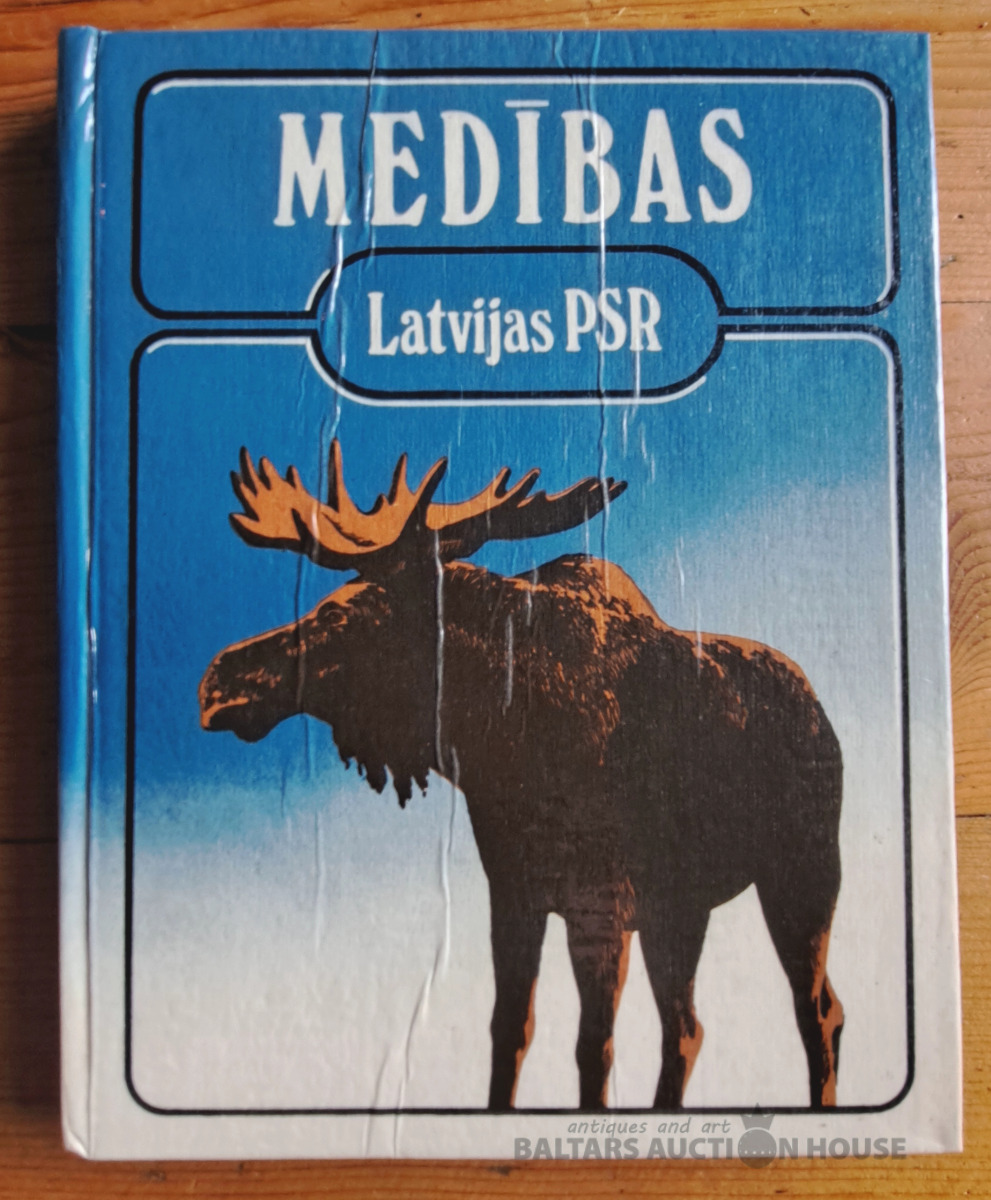 MEDĪBAS
Latvijas PSR
antiques and art
BALTARS AUCTION HOUSE